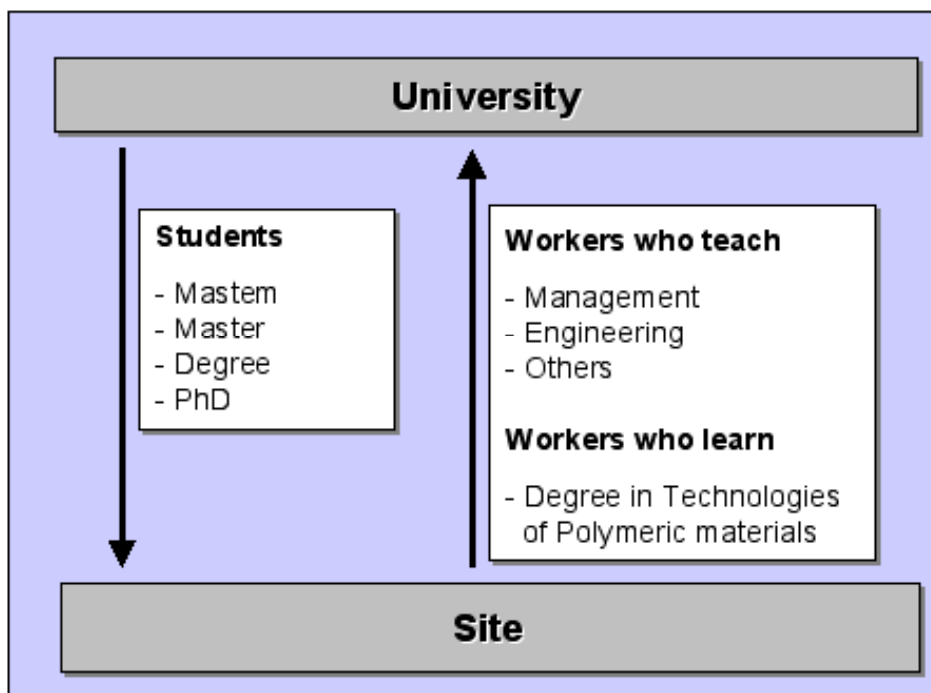 University
Students
- Mastem
- Master
- Degree
- PhD
Workers who teach
- Management
- Engineering
- Others
Workers who learn
- Degree in Technologies
of Polymeric materials
Site